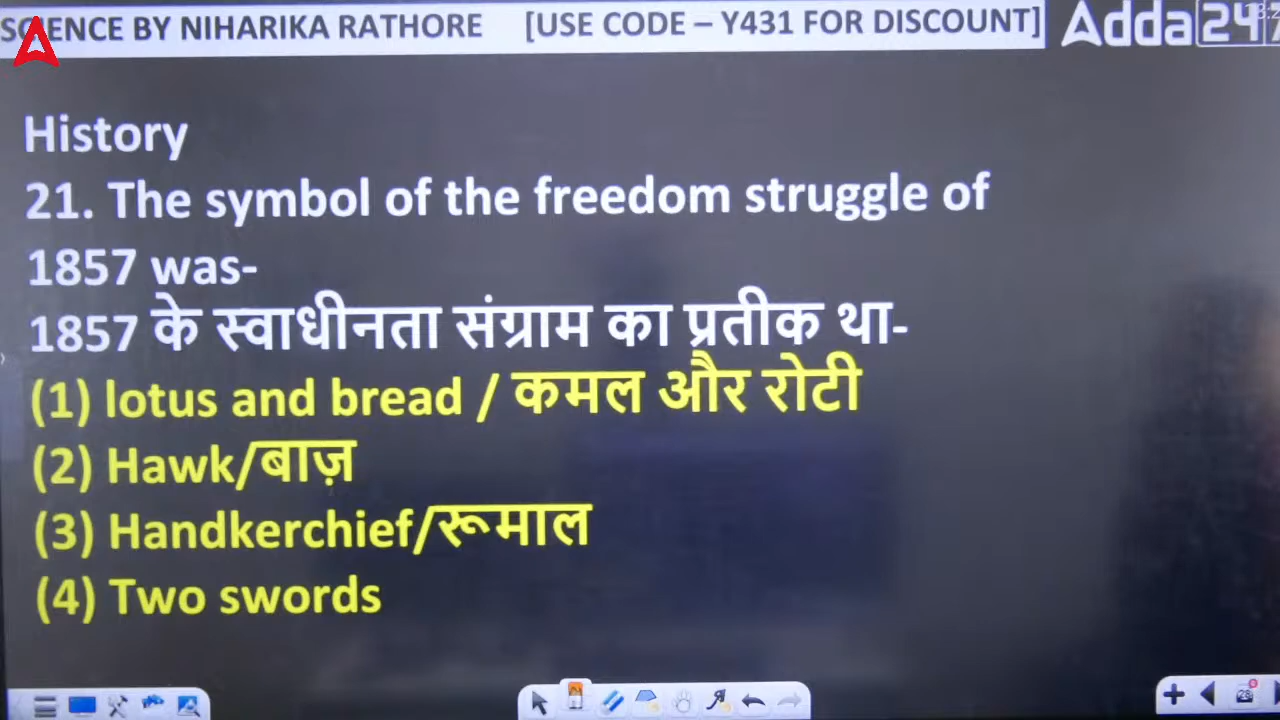 SCIENCE BY NIHARIKA RATHORE [USE CODE – Y431 FOR DISCOUNT] Adda 247
History
21. The symbol of the freedom struggle of
1857 was-
1857 के स्वाधीनता संग्राम का प्रतीक था-
(1) lotus and bread / कमल और रोटी
(2) Hawk/बाज़
(3) Handkerchief/रूमाल
(4) Two swords